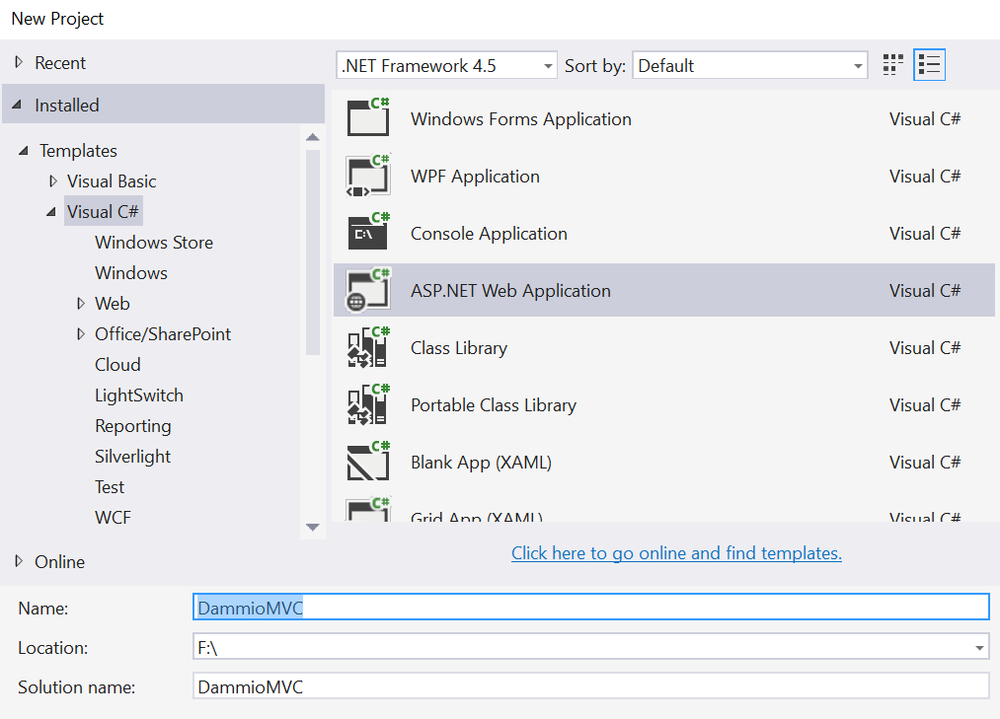 New Project
Recent
.NET Framework 4.5 Sort by: Default
Installed
Templates
Visual Basic
Visual C#
Windows Store
Windows
Web
Office/SharePoint
Cloud
LightSwitch
Reporting
Silverlight
Test
WCF
Online
C# Windows Forms Application Visual C#
C# WPF Application Visual C#
C# C:\ Console Application Visual C#
C# ASP.NET Web Application Visual C#
C# Class Library Visual C#
C# Portable Class Library Visual C#
C# Blank App (XAML) Visual C#
C# Grid App (XAML) Visual C#
Click here to go online and find templates.
Name: DammioMVC
Location: F:\
Solution name: DammioMVC